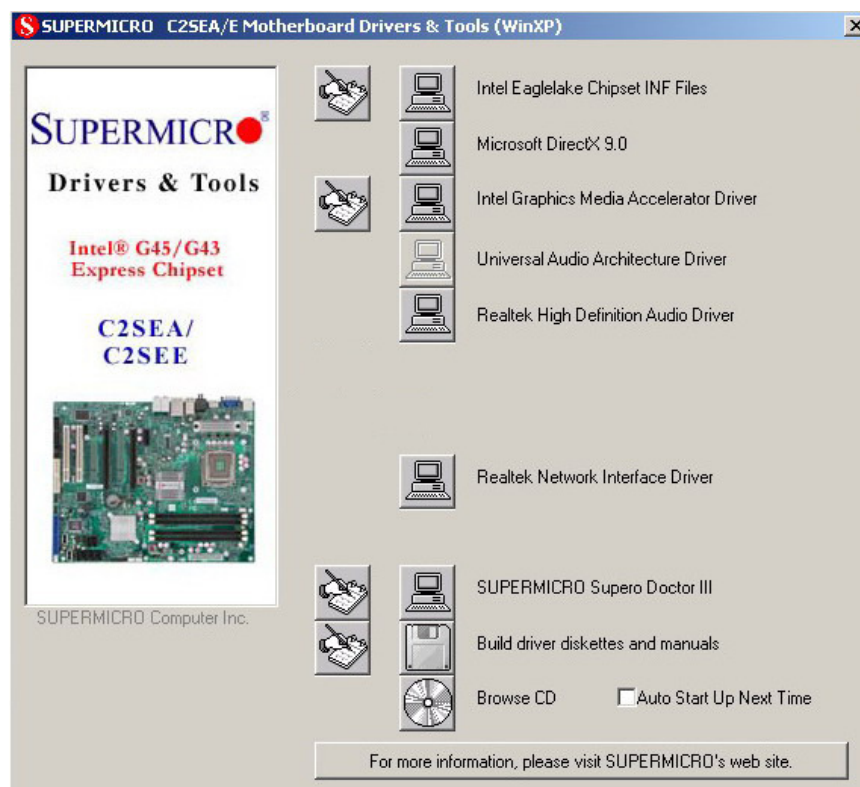 SUPERMICRO C2SEA/E Motherboard Drivers & Tools (WinXP)
SUPERMICRO®
Drivers & Tools
Intel® G45/G43
Express Chipset
C2SEA/
C2SEE
SUPERMICRO Computer Inc.
Intel Eaglelake Chipset INF Files
Microsoft DirectX 9.0
Intel Graphics Media Accelerator Driver
Universal Audio Architecture Driver
Realtek High Definition Audio Driver
Realtek Network Interface Driver
SUPERMICRO Supero Doctor III
Build driver diskettes and manuals
Browse CD
Auto Start Up Next Time
For more information, please visit SUPERMICRO's web site.